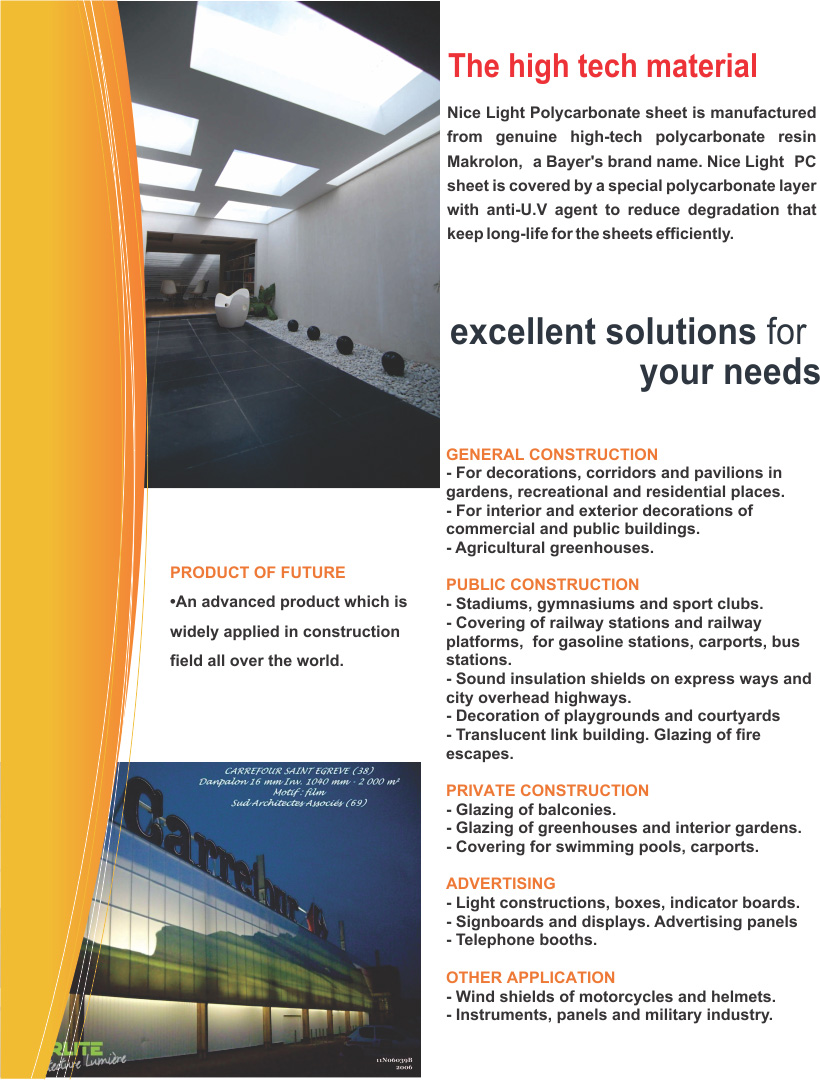 The high tech material
Nice Light Polycarbonate sheet is manufactured
from genuine high-tech polycarbonate resin
Makrolon, a Bayer's brand name. Nice Light PC
sheet is covered by a special polycarbonate layer
with anti-U.V agent to reduce degradation that
keep long-life for the sheets efficiently.
excellent solutions for
your needs
GENERAL CONSTRUCTION
- For decorations, corridors and pavilions in
gardens, recreational and residential places.
- For interior and exterior decorations of
commercial and public buildings.
- Agricultural greenhouses.
PUBLIC CONSTRUCTION
- Stadiums, gymnasiums and sport clubs.
- Covering of railway stations and railway
platforms, for gasoline stations, carports, bus
stations.
- Sound insulation shields on express ways and
city overhead highways.
- Decoration of playgrounds and courtyards
- Translucent link building. Glazing of fire
escapes.
PRIVATE CONSTRUCTION
- Glazing of balconies.
- Glazing of greenhouses and interior gardens.
- Covering for swimming pools, carports.
ADVERTISING
- Light constructions, boxes, indicator boards.
- Signboards and displays. Advertising panels
- Telephone booths.
OTHER APPLICATION
- Wind shields of motorcycles and helmets.
- Instruments, panels and military industry.
PRODUCT OF FUTURE
•An advanced product which is
widely applied in construction
field all over the world.
CARREFOUR SAINT EGREVE (38)
Danpalon 16 mm Inv. 1040 mm - 2 000 m²
Motif : film
Sud Architectes Associés (69)
Carrefour
RLITE
Lumière
11N060398
2006